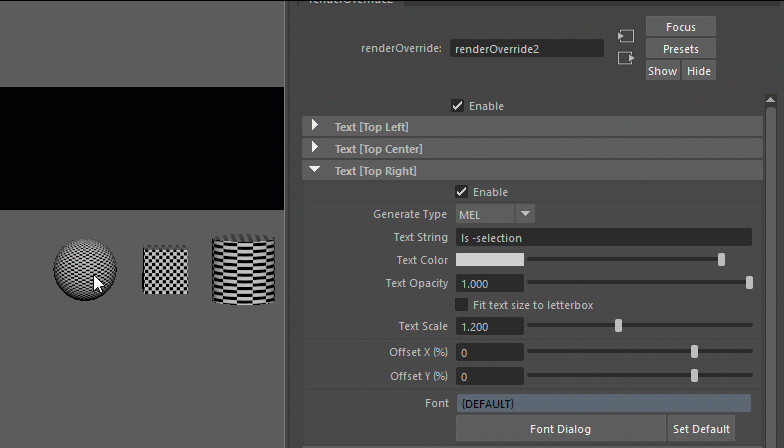 renderOverride2
Focus
renderOverride: renderOverride2
Presets
Show Hide
Enable
Text [Top Left]
Text [Top Center]
Text [Top Right]
Enable
Generate Type MEL
Text String ls -selection
Text Color
Text Opacity 1.000
Fit text size to letterbox
Text Scale 1.200
Offset X (%) 0
Offset Y (%) 0
Font {DEFAULT}
Font Dialog Set Default